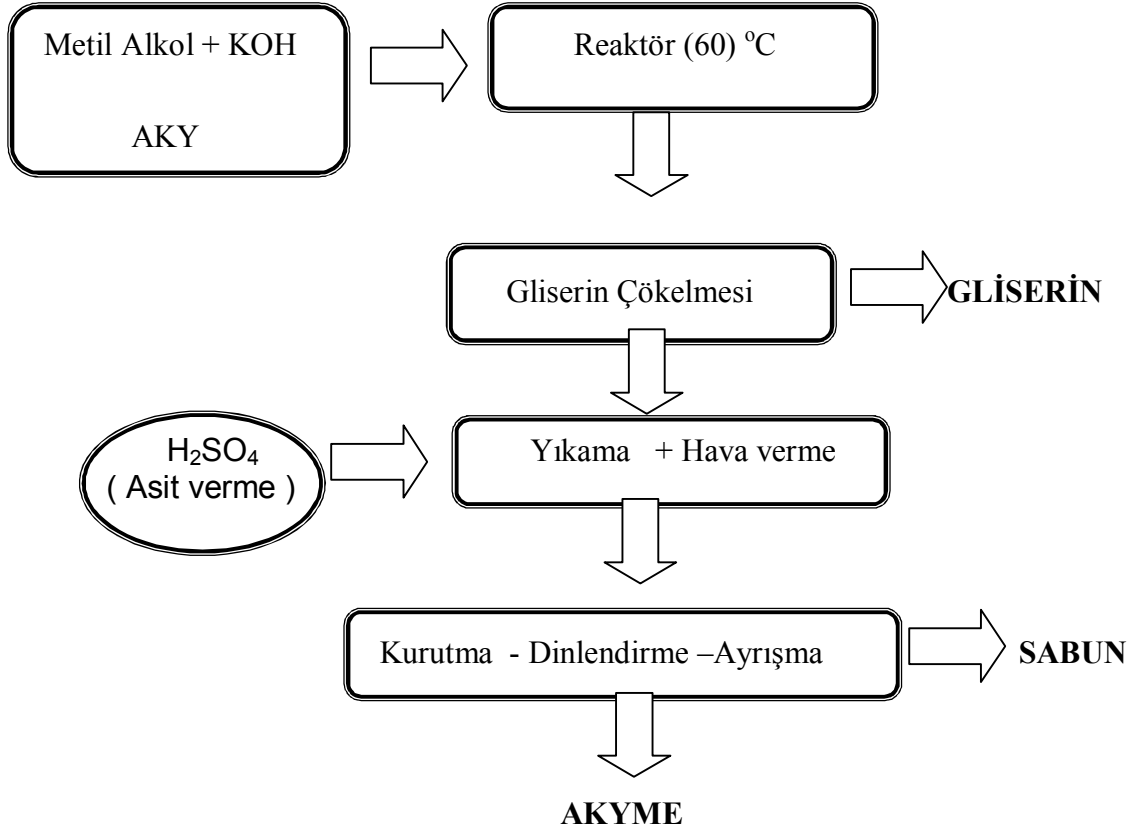 Metil Alkol + KOH
AKY
Reaktör (60) °C
Gliserin Çökelmesi
GLİSERİN
H₂SO₄
( Asit verme )
Yıkama + Hava verme
Kurutma - Dinlendirme –Ayrışma
SABUN
AKYME